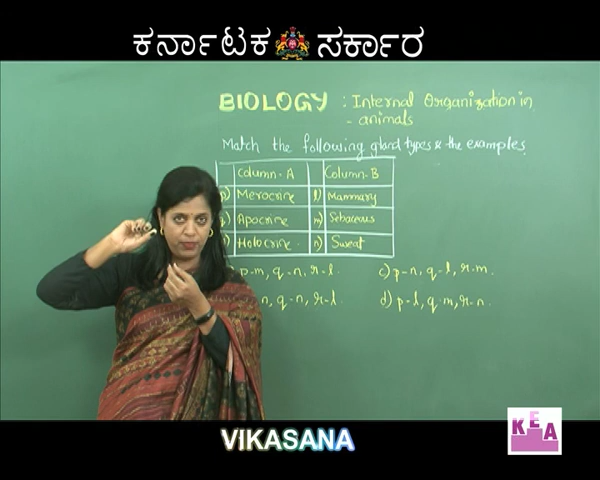 ಕರ್ನಾಟಕ ಸರ್ಕಾರ
BIOLOGY : Internal Organization in
- animals
Match the following gland types & the examples
Column-A Column-B
p) Merocrine l) Mammary
Apocrine m) Sebaceous
Holocrine n) Sweat
p-m, q-n, r-l. c) p-n, q-l, r-m.
n, q-n, r-l. d) p-l, q-m, r-n.
VIKASANA
KEA